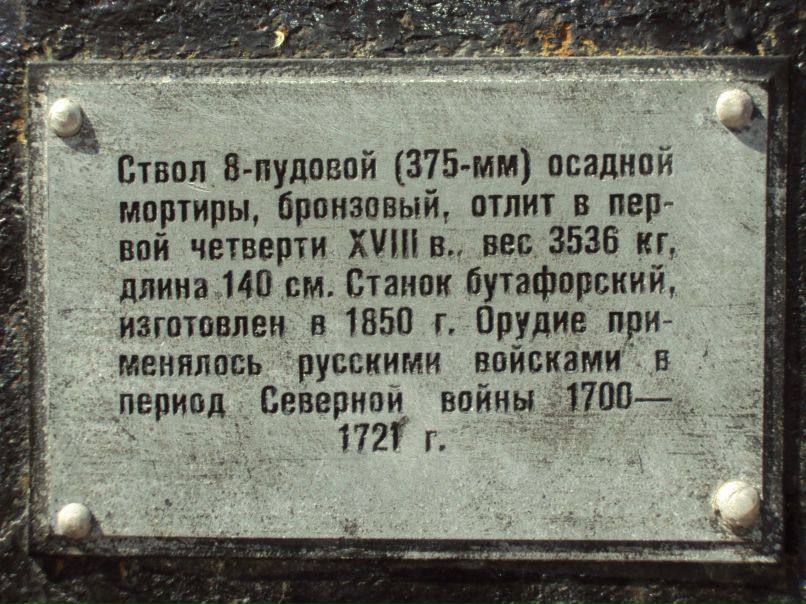 Ствол 8-пудовой (375-мм) осадной
мортиры, бронзовый, отлит в пер-
вой четверти XVIII в., вес 3536 кг,
длина 140 см. Станок бутафорский,
изготовлен в 1850 г. Орудие при-
менялось русскими войсками в
период Северной войны 1700—
1721 г.